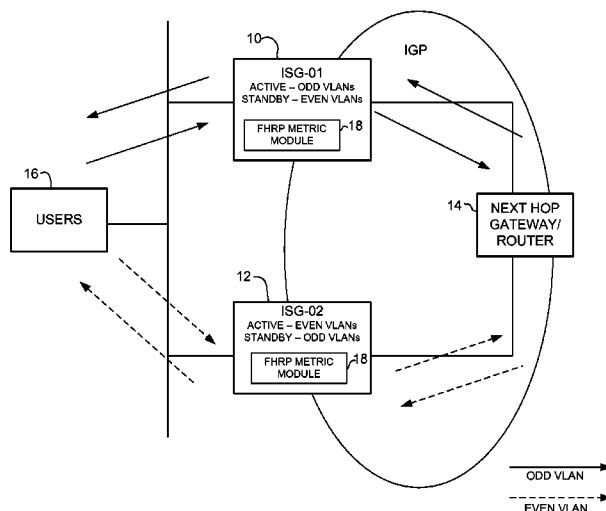 10
ISG-01
ACTIVE – ODD VLANs
STANDBY – EVEN VLANs
FHRP METRIC
MODULE
18
IGP
16
USERS
14
NEXT HOP
GATEWAY/
ROUTER
12
ISG-02
ACTIVE – EVEN VLANs
STANDBY – ODD VLANs
FHRP METRIC
MODULE
18
ODD VLAN
EVEN VLAN